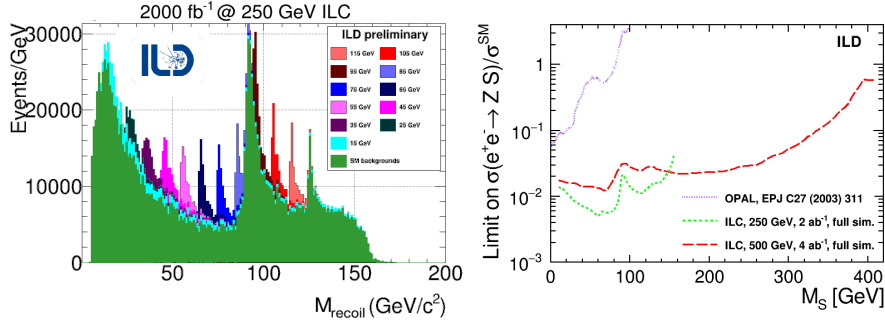 2000 fb⁻¹ @ 250 GeV ILC
Events/GeV
30000
20000
10000
0
50
100
150
200
M_recoil (GeV/c²)
ILD
ILD preliminary
115 GeV
105 GeV
95 GeV
85 GeV
75 GeV
65 GeV
55 GeV
45 GeV
35 GeV
25 GeV
15 GeV
SM backgrounds
Limit on σ(e⁺e⁻→ Z S)/σ^SM
1
10⁻¹
10⁻²
10⁻³
0
100
200
300
400
M_S [GeV]
ILD
OPAL, EPJ C27 (2003) 311
ILC, 250 GeV, 2 ab⁻¹, full sim.
ILC, 500 GeV, 4 ab⁻¹, full sim.